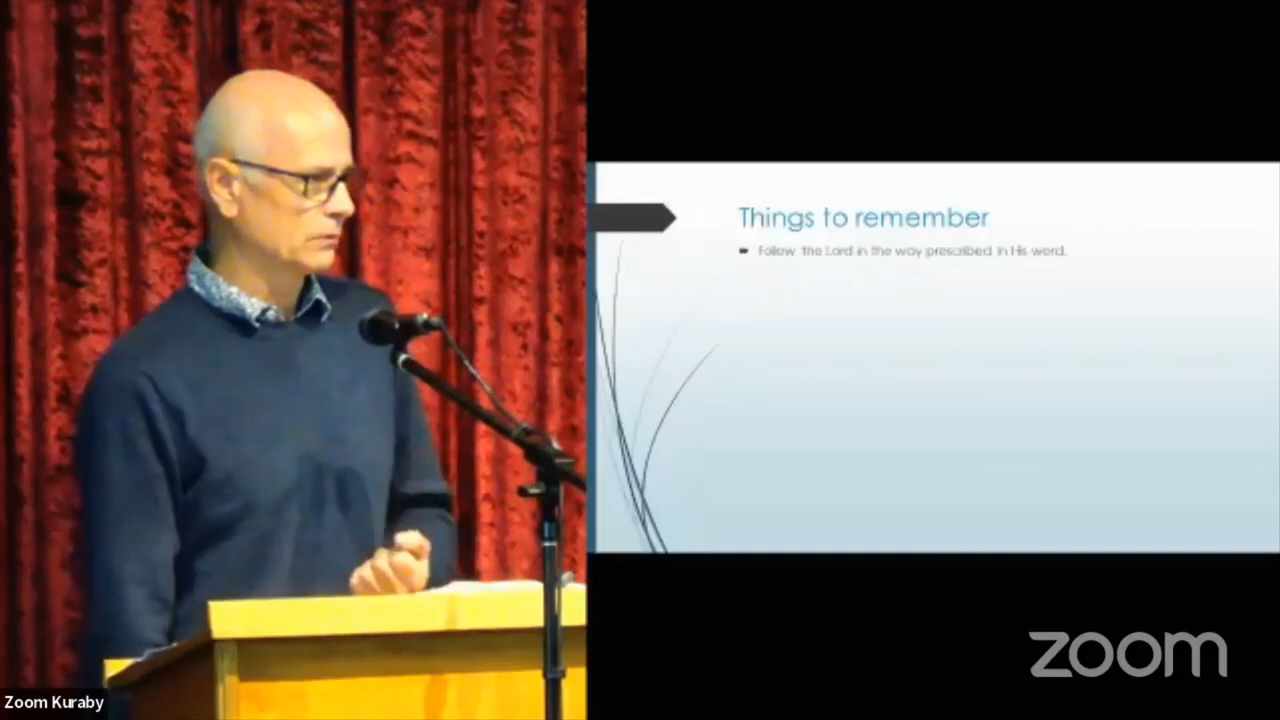 Things to remember
Follow the Lord in the way prescribed in His word.
zoom
Zoom Kuraby